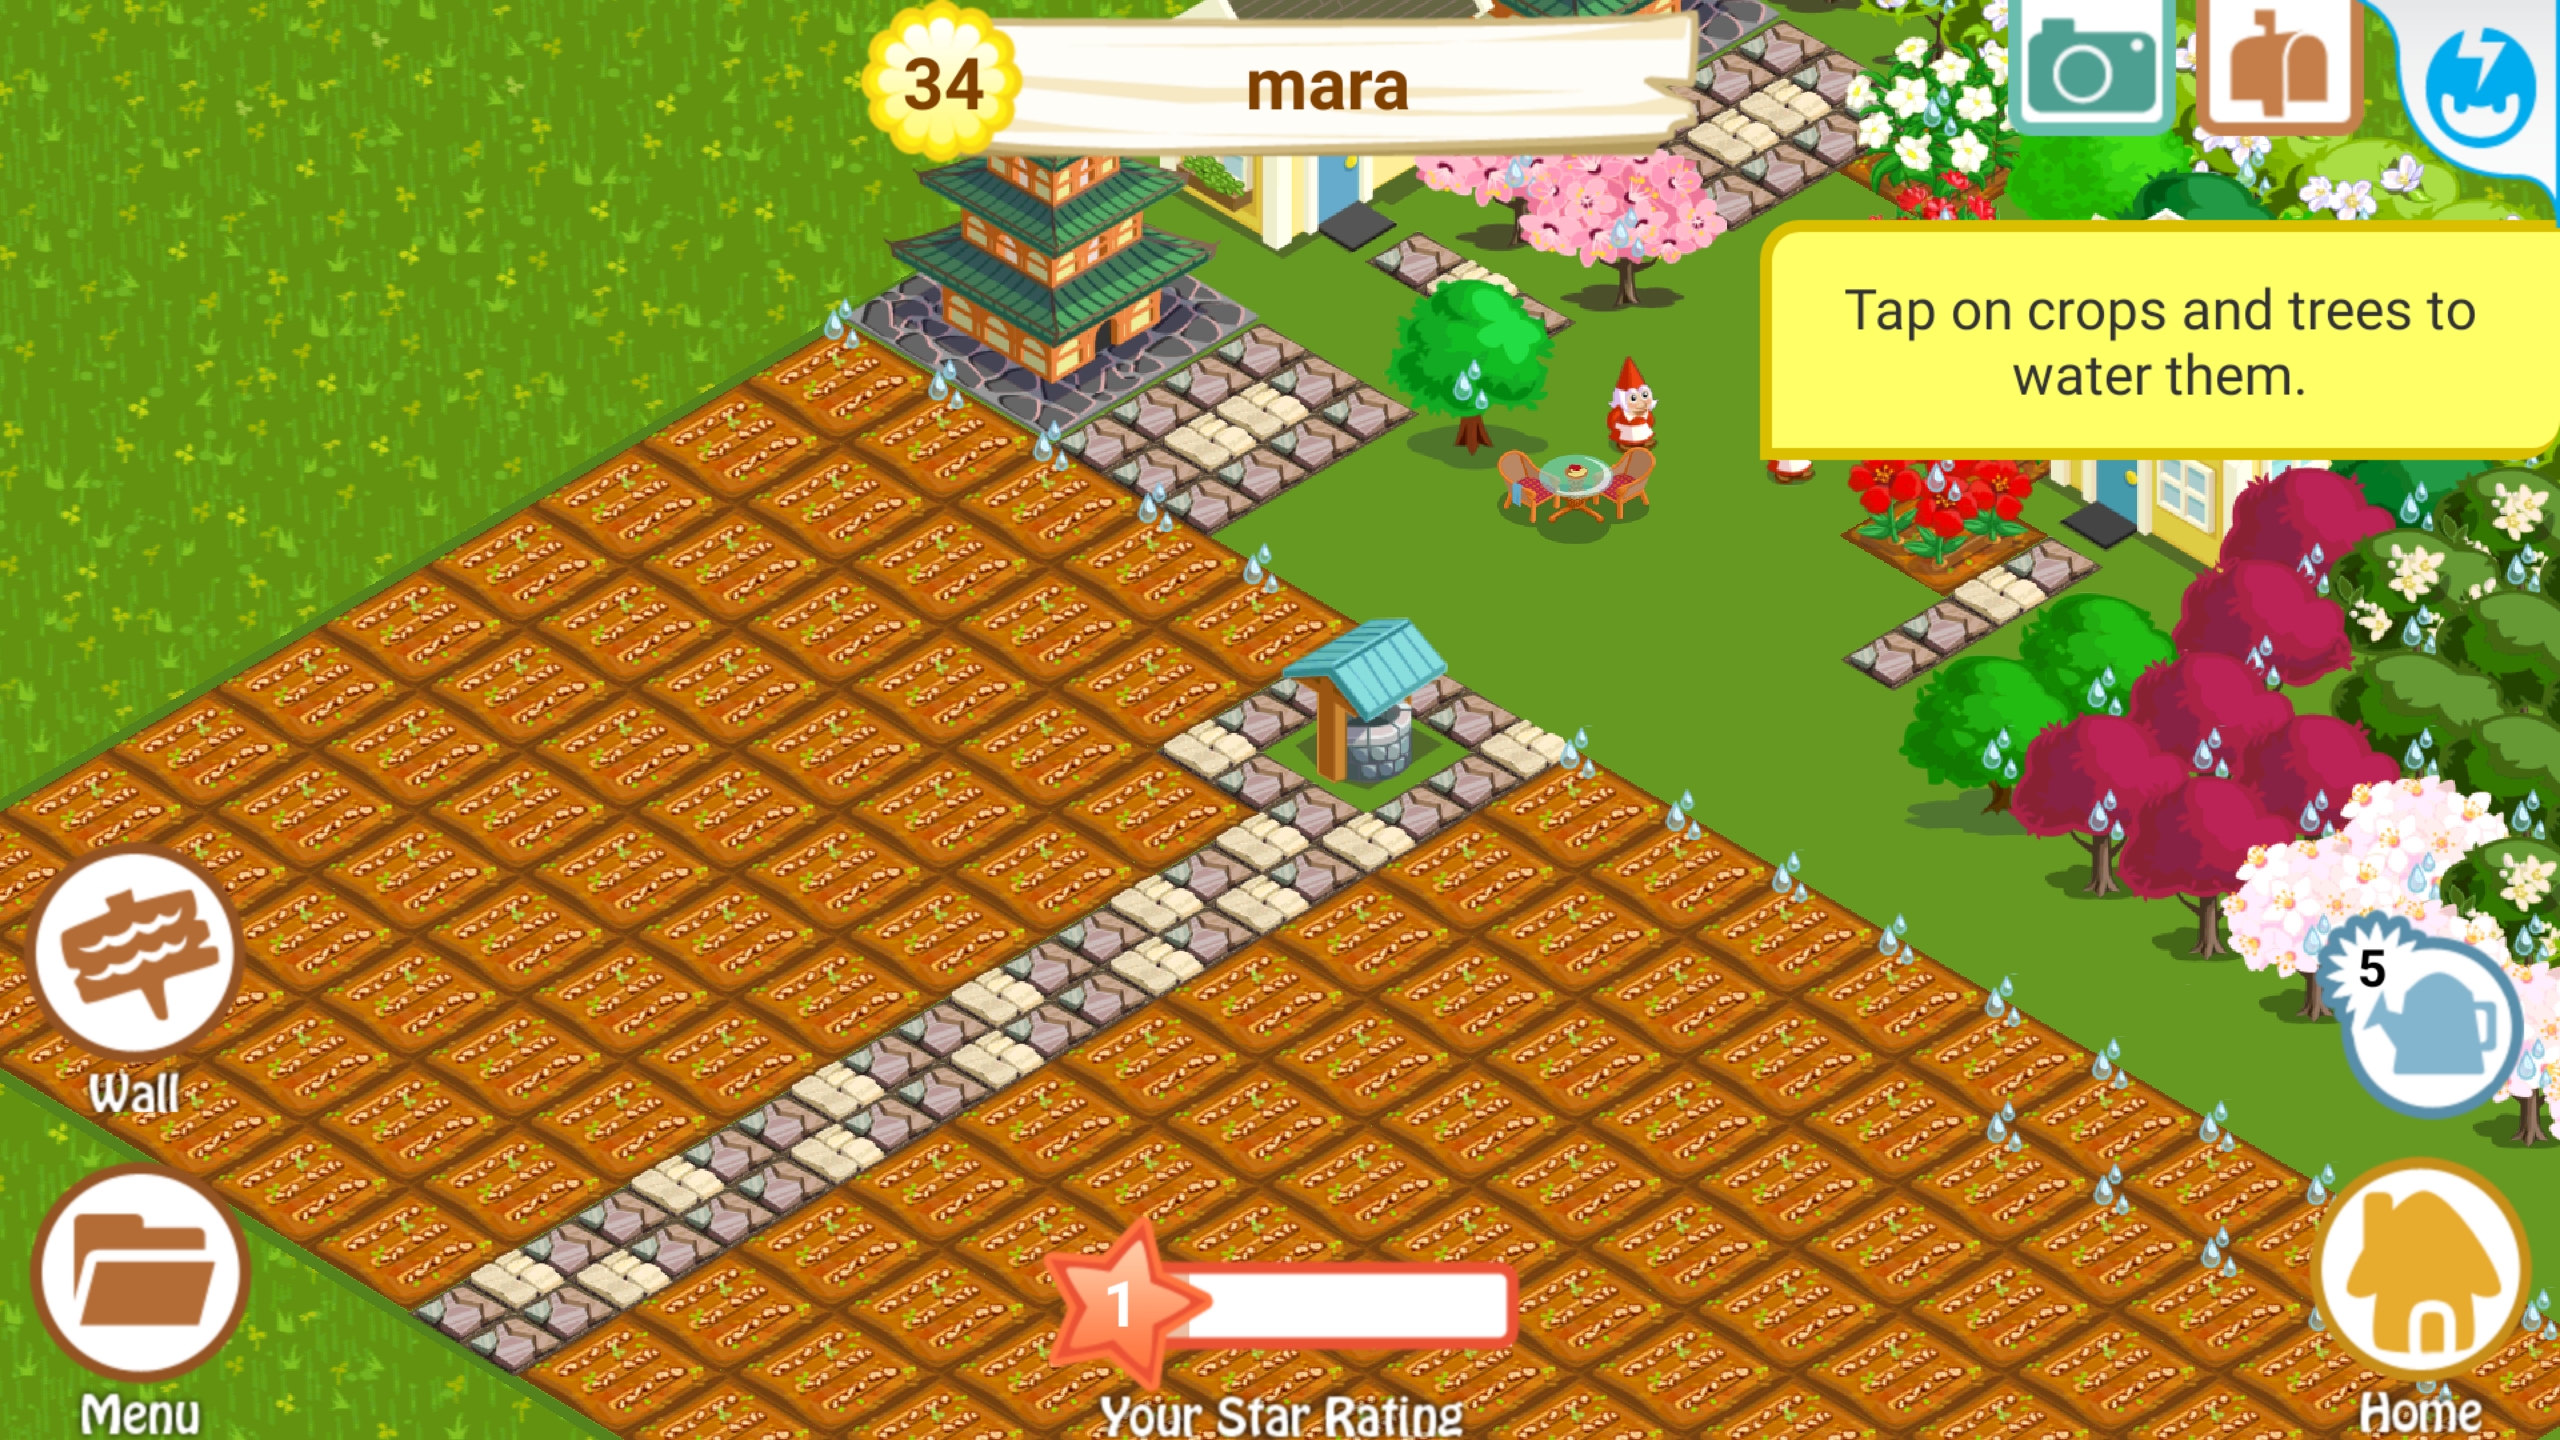 34
mara
Tap on crops and trees to
water them.
Wall
5
1
Menu
Your Star Rating
Home